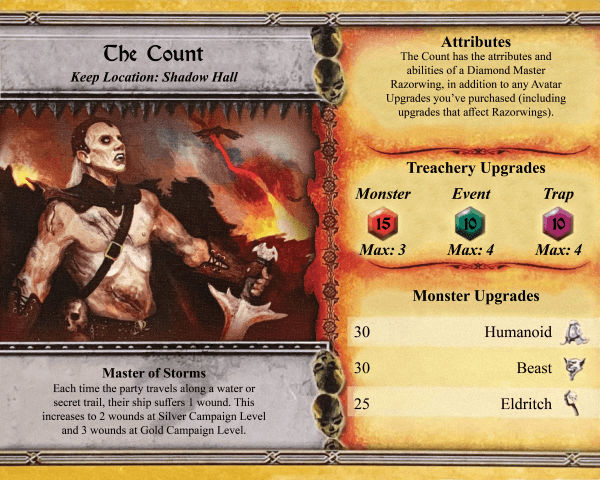 The Count
Keep Location: Shadow Hall
Master of Storms
Each time the party travels along a water or
secret trail, their ship suffers 1 wound. This
increases to 2 wounds at Silver Campaign Level
and 3 wounds at Gold Campaign Level.
Attributes
The Count has the atrributes and
abilities of a Diamond Master
Razorwing, in addition to any Avatar
Upgrades you've purchased (including
upgrades that affect Razorwings).
Treachery Upgrades
Monster Event Trap
15 10 10
Max: 3 Max: 4 Max: 4
Monster Upgrades
30 Humanoid
30 Beast
25 Eldritch